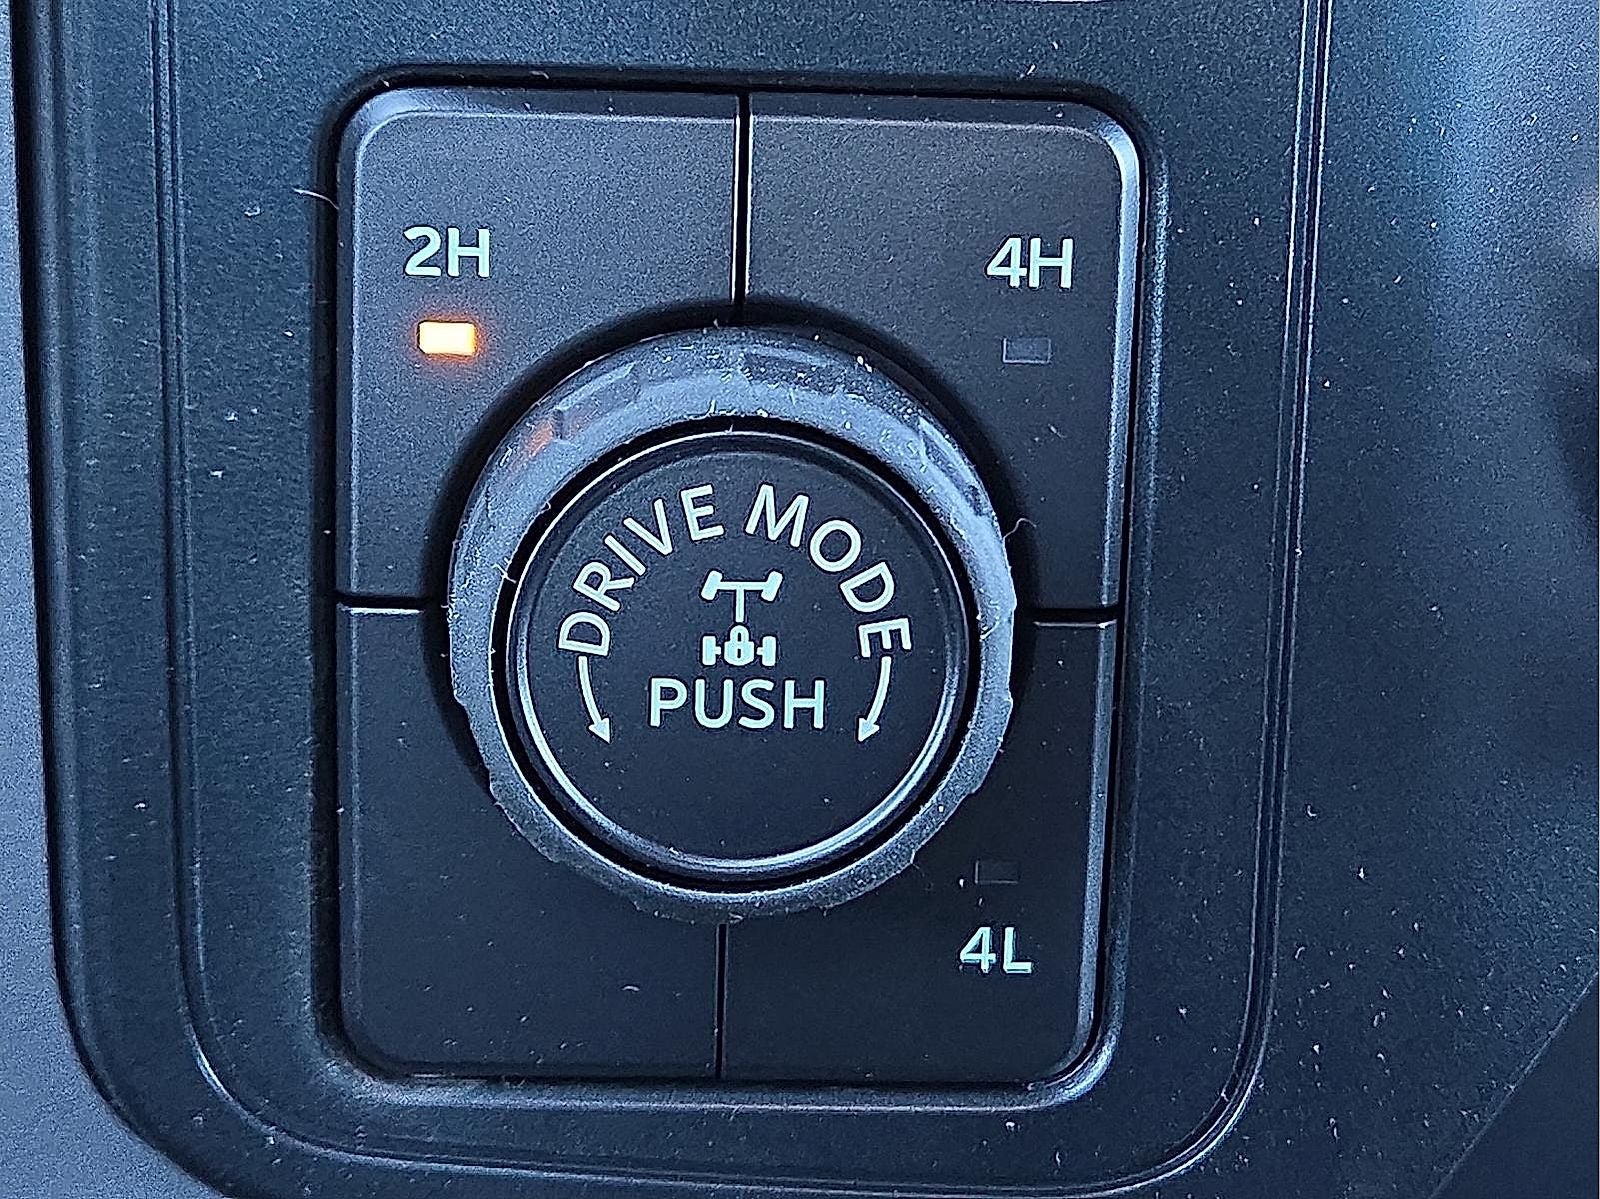 2H
4H
DRIVE MODE
PUSH
4L